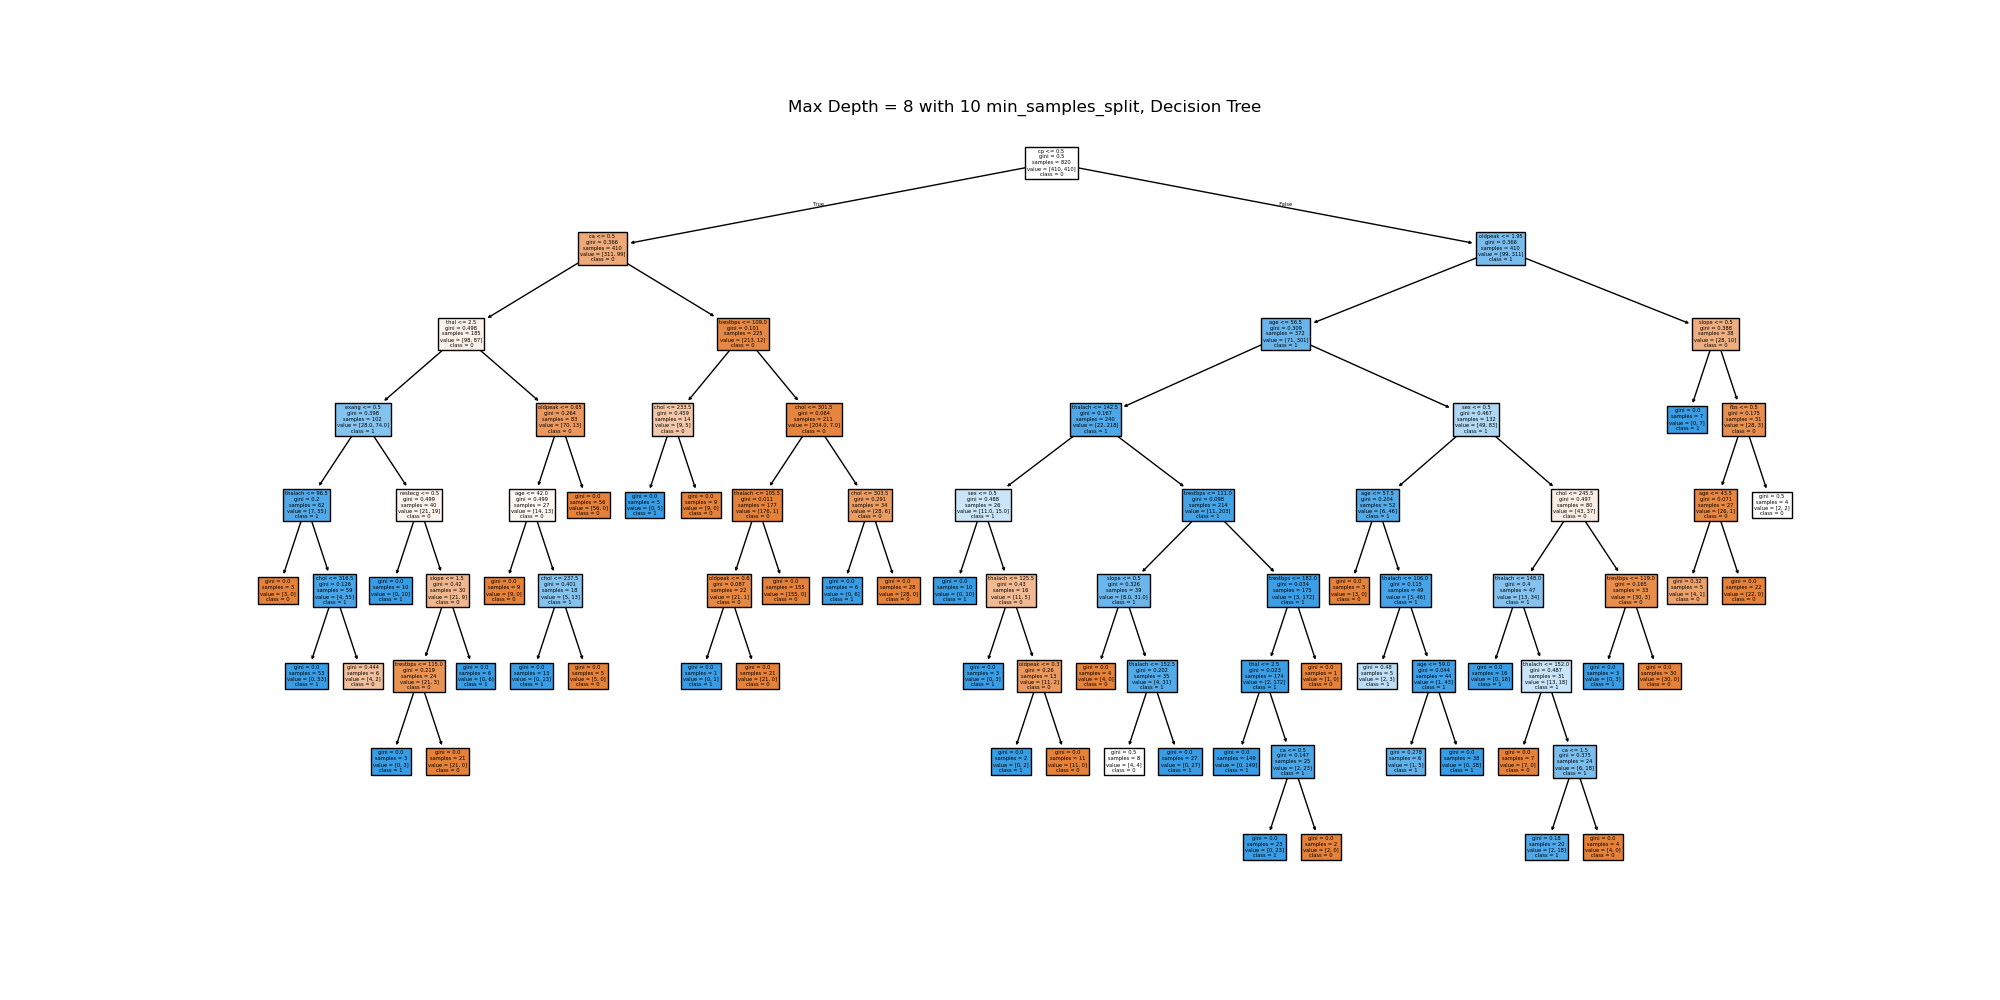 Max Depth = 8 with 10 min_samples_split, Decision Tree
cp <= 0.5
gini = 0.5
samples = 820
value = [410, 410]
class = 0
True
False
ca <= 0.5
gini = 0.366
samples = 410
value = [311, 99]
class = 0
oldpeak <= 1.95
gini = 0.366
samples = 410
value = [99, 311]
class = 1
thal <= 2.5
gini = 0.498
samples = 185
value = [98, 87]
class = 0
trestbps <= 109.0
gini = 0.101
samples = 225
value = [213, 12]
class = 0
age <= 56.5
gini = 0.309
samples = 372
value = [71, 301]
class = 1
slope <= 0.5
gini = 0.388
samples = 38
value = [28, 10]
class = 0
exang <= 0.5
gini = 0.398
samples = 102
value = [28.0, 74.0]
class = 1
oldpeak <= 0.65
gini = 0.264
samples = 83
value = [70, 13]
class = 0
chol <= 233.5
gini = 0.459
samples = 14
value = [9, 5]
class = 0
chol <= 301.5
gini = 0.064
samples = 211
value = [204.0, 7.0]
class = 0
thalach <= 142.5
gini = 0.167
samples = 240
value = [22, 218]
class = 1
sex <= 0.5
gini = 0.467
samples = 132
value = [49, 83]
class = 1
gini = 0.0
samples = 7
value = [0, 7]
class = 1
fbs <= 0.5
gini = 0.175
samples = 31
value = [28, 3]
class = 0
thalach <= 96.5
gini = 0.2
samples = 62
value = [7, 55]
class = 1
restecg <= 0.5
gini = 0.499
samples = 40
value = [21, 19]
class = 0
age <= 42.0
gini = 0.499
samples = 27
value = [14, 13]
class = 0
gini = 0.0
samples = 56
value = [56, 0]
class = 0
gini = 0.0
samples = 5
value = [0, 5]
class = 1
gini = 0.0
samples = 9
value = [9, 0]
class = 0
thalach <= 105.5
gini = 0.011
samples = 177
value = [176, 1]
class = 0
chol <= 303.5
gini = 0.291
samples = 34
value = [28, 6]
class = 0
sex <= 0.5
gini = 0.488
samples = 26
value = [11.0, 15.0]
class = 1
trestbps <= 111.0
gini = 0.098
samples = 214
value = [11, 203]
class = 1
age <= 57.5
gini = 0.204
samples = 52
value = [6, 46]
class = 1
chol <= 245.5
gini = 0.497
samples = 80
value = [43, 37]
class = 0
age <= 43.5
gini = 0.071
samples = 27
value = [26, 1]
class = 0
gini = 0.5
samples = 4
value = [2, 2]
class = 0
gini = 0.0
samples = 3
value = [3, 0]
class = 0
chol <= 316.5
gini = 0.126
samples = 59
value = [4, 55]
class = 1
gini = 0.0
samples = 10
value = [0, 10]
class = 1
slope <= 1.5
gini = 0.42
samples = 30
value = [21, 9]
class = 0
gini = 0.0
samples = 9
value = [9, 0]
class = 0
chol <= 237.5
gini = 0.401
samples = 18
value = [5, 13]
class = 1
oldpeak <= 0.6
gini = 0.087
samples = 22
value = [21, 1]
class = 0
gini = 0.0
samples = 155
value = [155, 0]
class = 0
gini = 0.0
samples = 6
value = [0, 6]
class = 1
gini = 0.0
samples = 28
value = [28, 0]
class = 0
gini = 0.0
samples = 10
value = [0, 10]
class = 1
thalach <= 125.5
gini = 0.43
samples = 16
value = [11, 5]
class = 0
slope <= 0.5
gini = 0.326
samples = 39
value = [8.0, 31.0]
class = 1
trestbps <= 182.0
gini = 0.034
samples = 175
value = [3, 172]
class = 1
gini = 0.0
samples = 3
value = [3, 0]
class = 0
thalach <= 106.0
gini = 0.115
samples = 49
value = [3, 46]
class = 1
thalach <= 148.0
gini = 0.4
samples = 47
value = [13, 34]
class = 1
trestbps <= 119.0
gini = 0.165
samples = 33
value = [30, 3]
class = 0
gini = 0.32
samples = 5
value = [4, 1]
class = 0
gini = 0.0
samples = 22
value = [22, 0]
class = 0
gini = 0.0
samples = 53
value = [0, 53]
class = 1
gini = 0.444
samples = 6
value = [4, 2]
class = 0
trestbps <= 115.0
gini = 0.219
samples = 24
value = [21, 3]
class = 0
gini = 0.0
samples = 6
value = [0, 6]
class = 1
gini = 0.0
samples = 13
value = [0, 13]
class = 1
gini = 0.0
samples = 5
value = [5, 0]
class = 0
gini = 0.0
samples = 1
value = [0, 1]
class = 1
gini = 0.0
samples = 21
value = [21, 0]
class = 0
gini = 0.0
samples = 3
value = [0, 3]
class = 1
oldpeak <= 0.3
gini = 0.26
samples = 13
value = [11, 2]
class = 0
gini = 0.0
samples = 4
value = [4, 0]
class = 0
thalach <= 152.5
gini = 0.202
samples = 35
value = [4, 31]
class = 1
thal <= 2.5
gini = 0.023
samples = 174
value = [2, 172]
class = 1
gini = 0.0
samples = 1
value = [1, 0]
class = 0
gini = 0.48
samples = 5
value = [2, 3]
class = 1
age <= 59.0
gini = 0.044
samples = 44
value = [1, 43]
class = 1
gini = 0.0
samples = 16
value = [0, 16]
class = 1
thalach <= 152.0
gini = 0.487
samples = 31
value = [13, 18]
class = 1
gini = 0.0
samples = 3
value = [0, 3]
class = 1
gini = 0.0
samples = 30
value = [30, 0]
class = 0
gini = 0.0
samples = 3
value = [0, 3]
class = 1
gini = 0.0
samples = 21
value = [21, 0]
class = 0
gini = 0.0
samples = 2
value = [0, 2]
class = 1
gini = 0.0
samples = 11
value = [11, 0]
class = 0
gini = 0.5
samples = 8
value = [4, 4]
class = 0
gini = 0.0
samples = 27
value = [0, 27]
class = 1
gini = 0.0
samples = 149
value = [0, 149]
class = 1
ca <= 0.5
gini = 0.147
samples = 25
value = [2, 23]
class = 1
gini = 0.278
samples = 6
value = [1, 5]
class = 1
gini = 0.0
samples = 38
value = [0, 38]
class = 1
gini = 0.0
samples = 7
value = [7, 0]
class = 0
ca <= 1.5
gini = 0.375
samples = 24
value = [6, 18]
class = 1
gini = 0.0
samples = 23
value = [0, 23]
class = 1
gini = 0.0
samples = 2
value = [2, 0]
class = 0
gini = 0.18
samples = 20
value = [2, 18]
class = 1
gini = 0.0
samples = 4
value = [4, 0]
class = 0